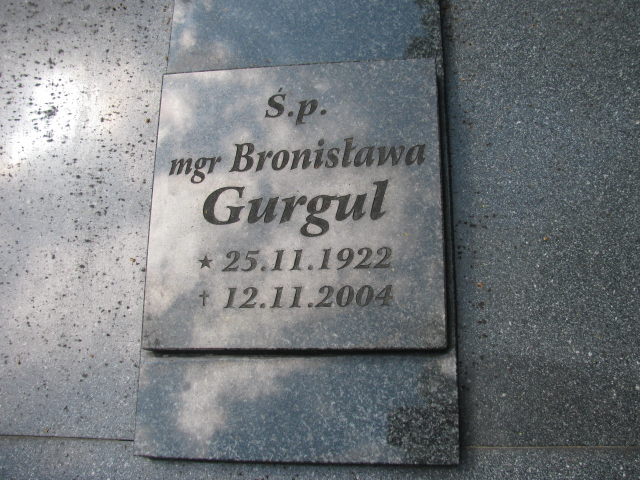 Ś.p.
mgr Bronisława
Gurgul
★ 25.11.1922
† 12.11.2004